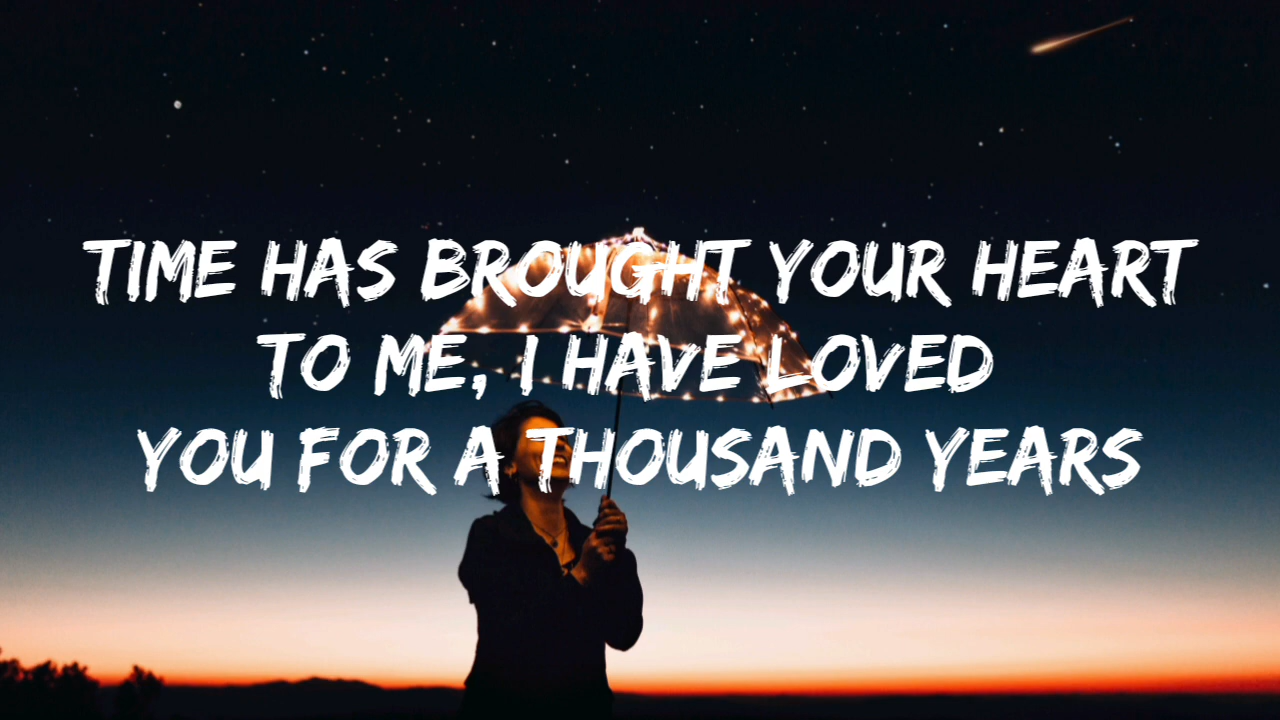 TIME HAS BROUGHT YOUR HEART
TO ME, I HAVE LOVED
YOU FOR A THOUSAND YEARS